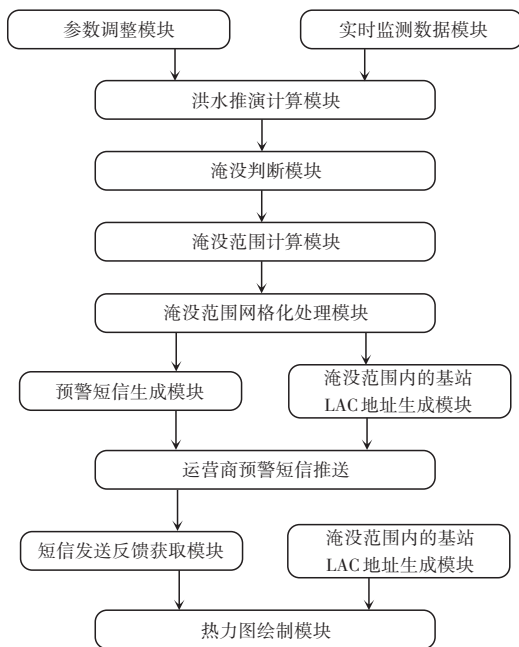 参数调整模块
实时监测数据模块
洪水推演计算模块
淹没判断模块
淹没范围计算模块
淹没范围网格化处理模块
预警短信生成模块
淹没范围内的基站
LAC地址生成模块
运营商预警短信推送
短信发送反馈获取模块
淹没范围内的基站
LAC地址生成模块
热力图绘制模块